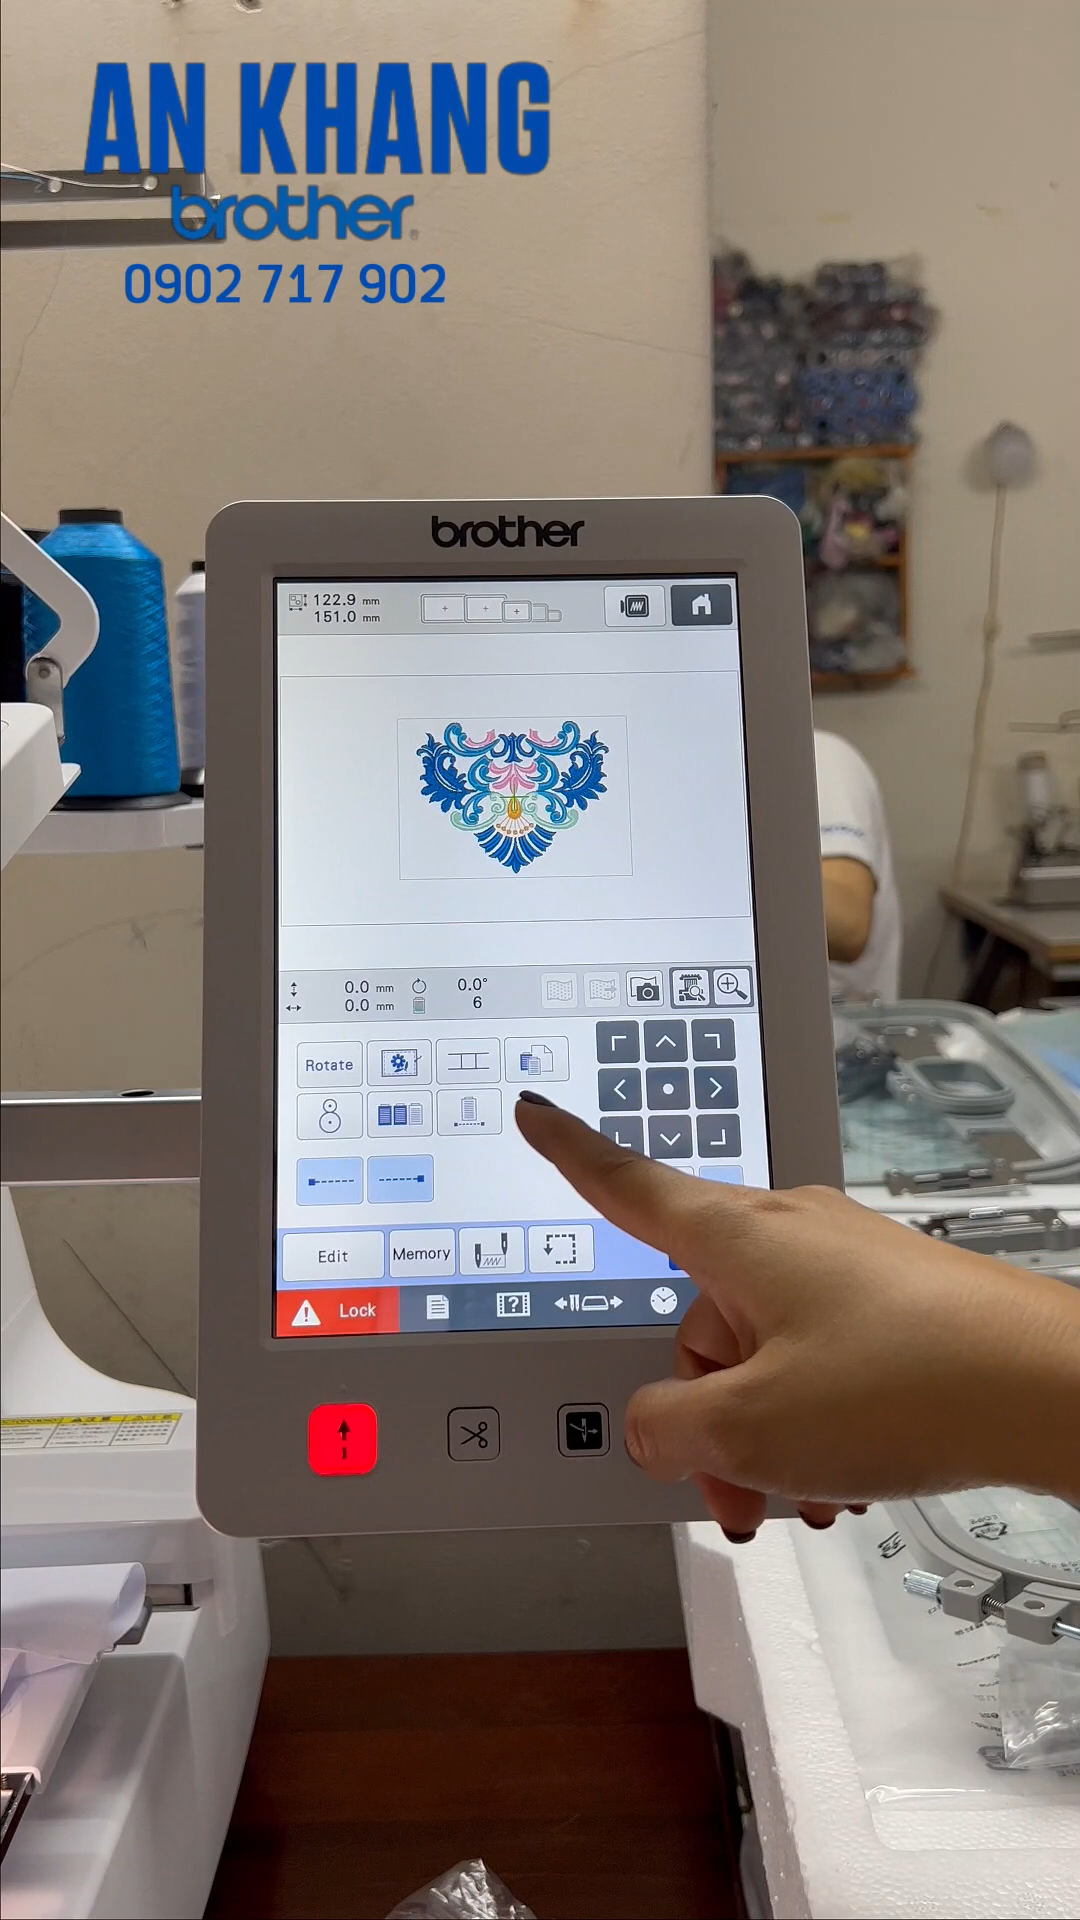 AN KHANG
brother
0902 717 902
brother
122.9 mm
151.0 mm
0.0 mm
0.0°
0.0 mm
6
Rotate
Edit
Memory
Lock